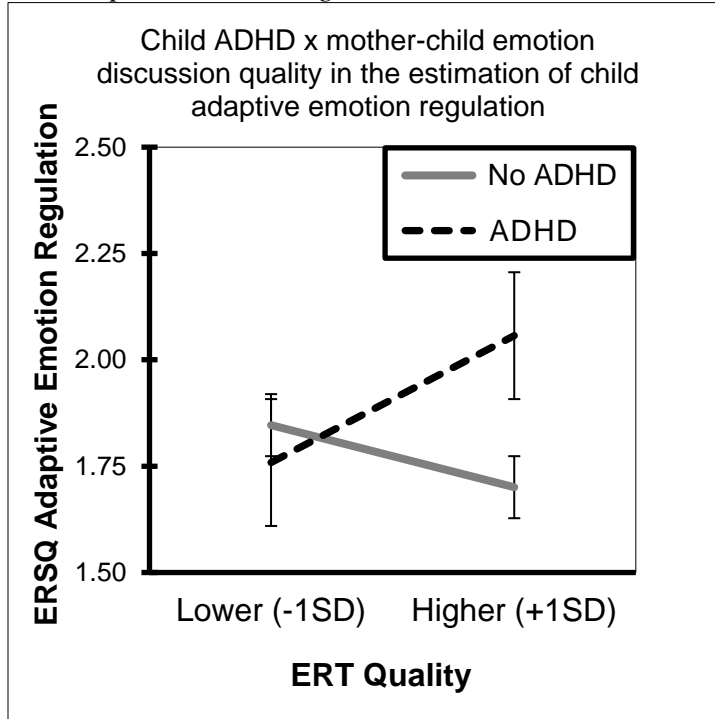 Child ADHD x mother-child emotion
discussion quality in the estimation of child
adaptive emotion regulation
ERSQ Adaptive Emotion Regulation
2.50
2.25
2.00
1.75
1.50
No ADHD
ADHD
Lower (-1SD) Higher (+1SD)
ERT Quality